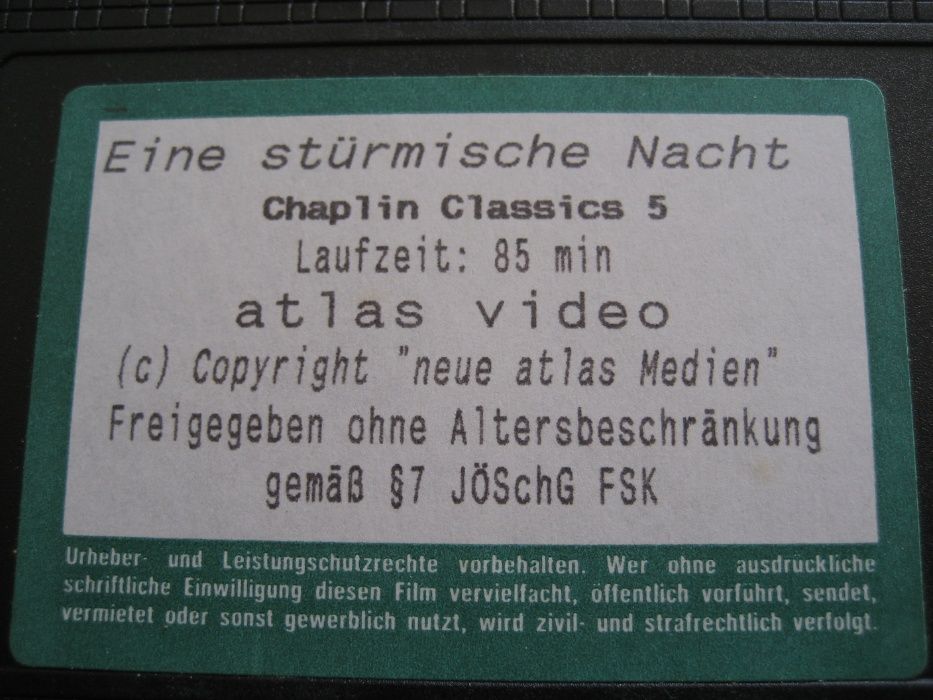 Eine stürmische Nacht
Chaplin Classics 5
Laufzeit: 85 min
atlas video
(c) Copyright "neue atlas Medien"
Freigegeben ohne Altersbeschränkung
gemäß §7 JÖSchG FSK
Urheber- und Leistungschutzrechte vorbehalten. Wer ohne ausdrückliche
schriftliche Einwilligung diesen Film vervielfacht, öffentlich vorführt, sendet,
vermietet oder sonst gewerblich nutzt, wird zivil- und strafrechtlich verfolgt.